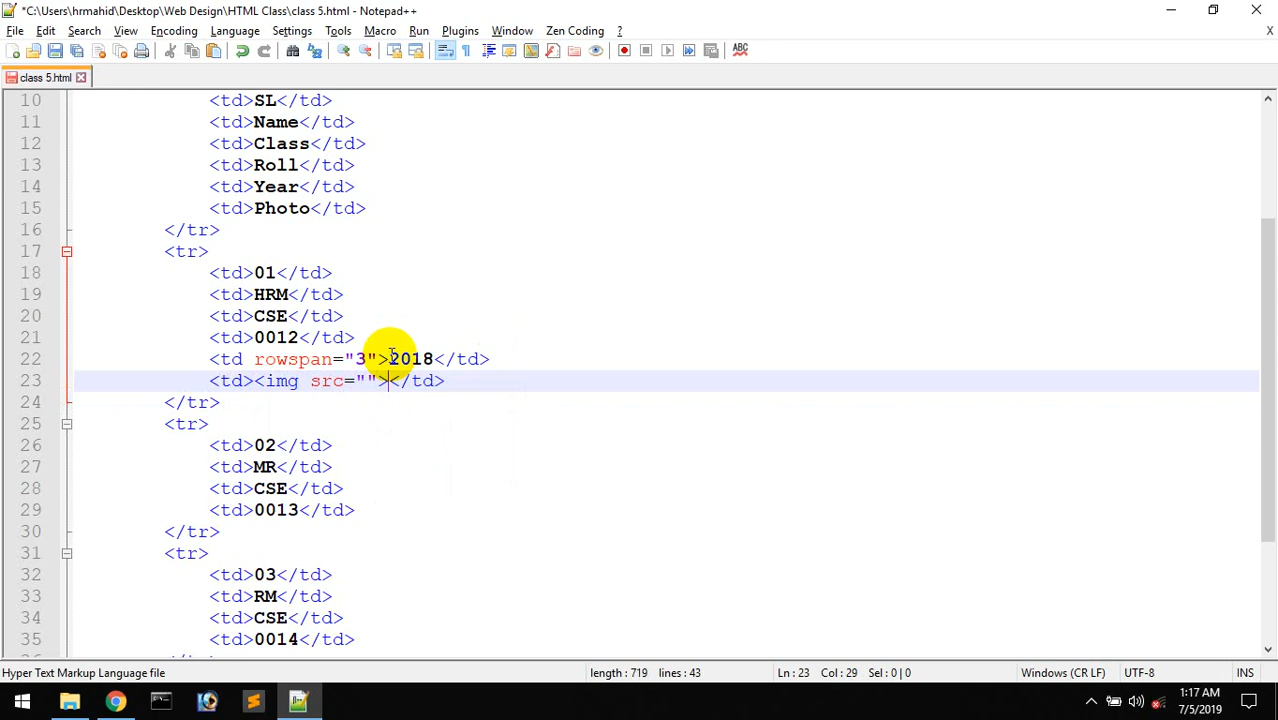 *C:\Users\hrmahid\Desktop\Web Design\HTML Class\class 5.html - Notepad++
File Edit Search View Encoding Language Settings Tools Macro Run Plugins Window Zen Coding ? X
ABC
class 5.html
10 <td>SL</td>
11 <td>Name</td>
12 <td>Class</td>
13 <td>Roll</td>
14 <td>Year</td>
15 <td>Photo</td>
16 </tr>
17 <tr>
18 <td>01</td>
19 <td>HRM</td>
20 <td>CSE</td>
21 <td>0012</td>
22 <td rowspan="3">2018</td>
23 <td><img src=""></td>
24 </tr>
25 <tr>
26 <td>02</td>
27 <td>MR</td>
28 <td>CSE</td>
29 <td>0013</td>
30 </tr>
31 <tr>
32 <td>03</td>
33 <td>RM</td>
34 <td>CSE</td>
35 <td>0014</td>
Hyper Text Markup Language file length : 719 lines : 43 Ln : 23 Col : 29 Sel : 0 | 0 Windows (CR LF) UTF-8 INS
1:17 AM
7/5/2019